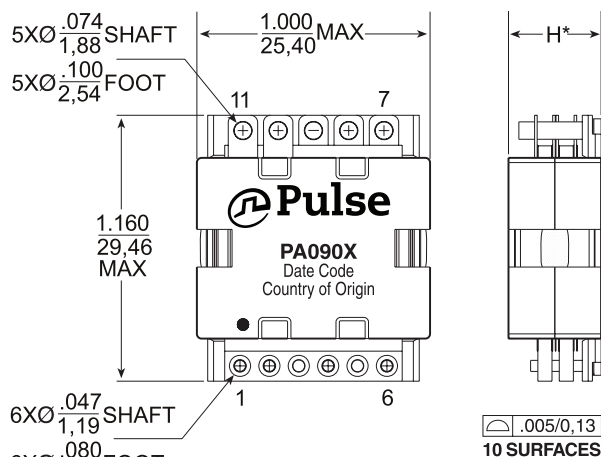 5XØ .074/1,88 SHAFT
5XØ .100/2,54 FOOT
1.000/25,40 MAX
H*
11 7
1.160/29,46 MAX
Pulse
PA090X
Date Code
Country of Origin
1 6
6XØ .047/1,19 SHAFT
.080 FOOT
.005/0,13
10 SURFACES